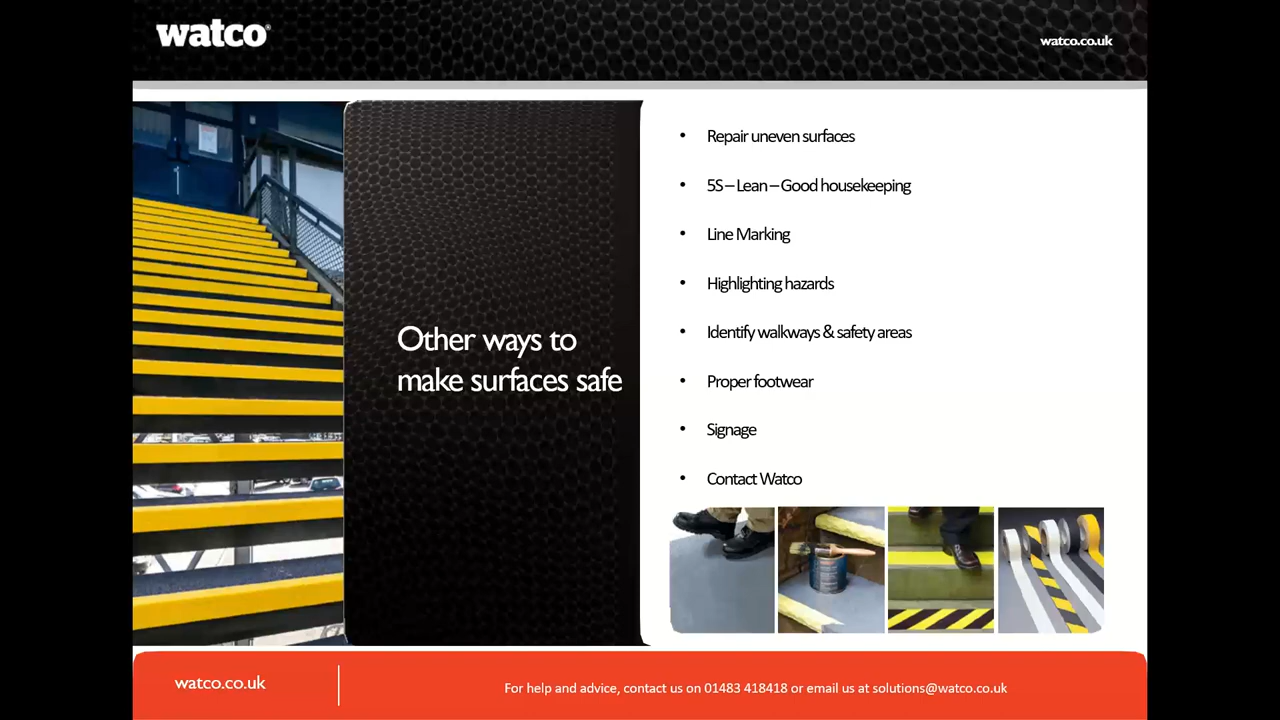 watco®
watco.co.uk
Other ways to
make surfaces safe
• Repair uneven surfaces
• 5S – Lean – Good housekeeping
• Line Marking
• Highlighting hazards
• Identify walkways & safety areas
• Proper footwear
• Signage
• Contact Watco
watco.co.uk
For help and advice, contact us on 01483 418418 or email us at solutions@watco.co.uk